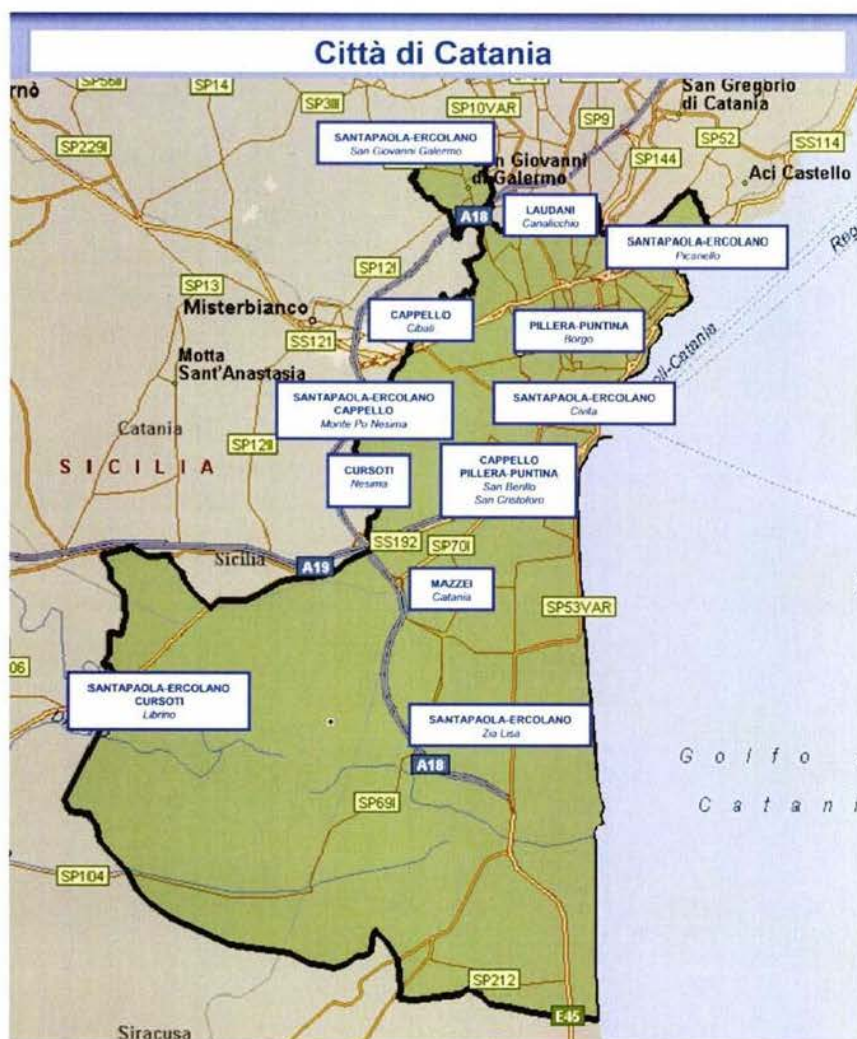 Città di Catania
SP56II
SP14
SP3III
SP10VAR
SP9
San Gregorio
di Catania
SP52
SS114
SP229I
SANTAPAOLA-ERCOLANO
San Giovanni Galermo
Giovanni
di Galermo
SP144
Aci Castello
A18
LAUDANI
Canalicchio
SANTAPAOLA-ERCOLANO
Picanello
SP12I
SP13
Misterbianco
SS121
CAPPELLO
Cibali
PILLERA-PUNTINA
Borgo
Motta
Sant'Anastasia
SANTAPAOLA-ERCOLANO
CAPPELLO
Monte Po Nesima
SANTAPAOLA-ERCOLANO
Civita
Catania
SP12II
SICILIA
CURSOTI
Nesima
CAPPELLO
PILLERA-PUNTINA
San Berillo
San Cristoforo
SS192
SP70I
Sicilia
A19
MAZZEI
Catania
SP53VAR
SANTAPAOLA-ERCOLANO
CURSOTI
Librino
SANTAPAOLA-ERCOLANO
Zia Lisa
A18
Golfo
SP69I
SP104
SP212
E45
Siracusa